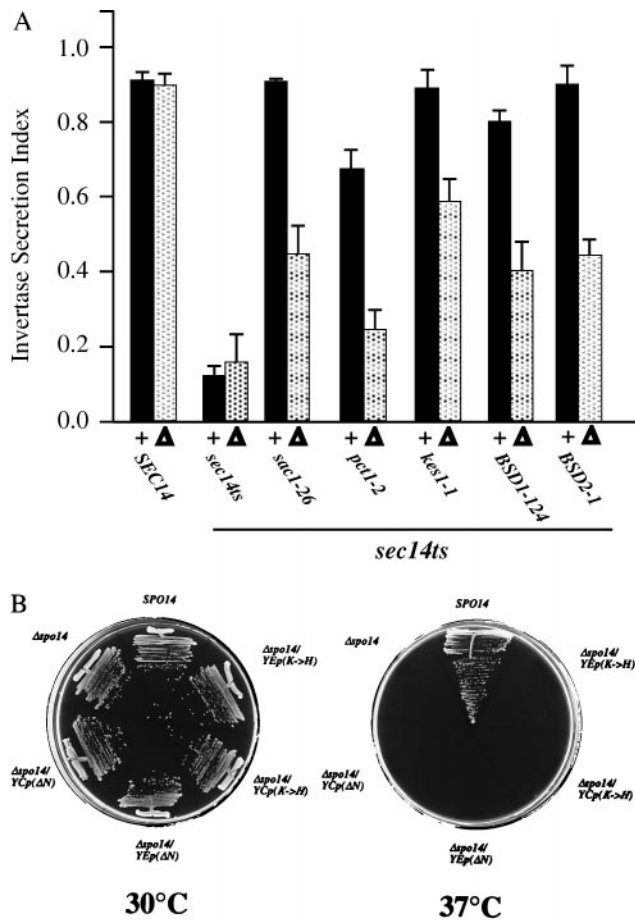 A
Invertase Secretion Index
1.0
0.8
0.6
0.4
0.2
0.0
+ Δ + Δ + Δ + Δ + Δ + Δ + Δ
SEC14 sec14ts sac1-26 pct1-2 kes1-1 BSD1-124 BSD2-1
sec14ts
B
SPO14
Δspo14
Δspo14/
YEp(K->H)
Δspo14/
YCp(ΔN)
Δspo14/
YCp(K->H)
Δspo14/
YEp(ΔN)
30°C
SPO14
Δspo14
Δspo14/
YEp(K->H)
Δspo14/
YCp(ΔN)
Δspo14/
YCp(K->H)
Δspo14/
YEp(ΔN)
37°C